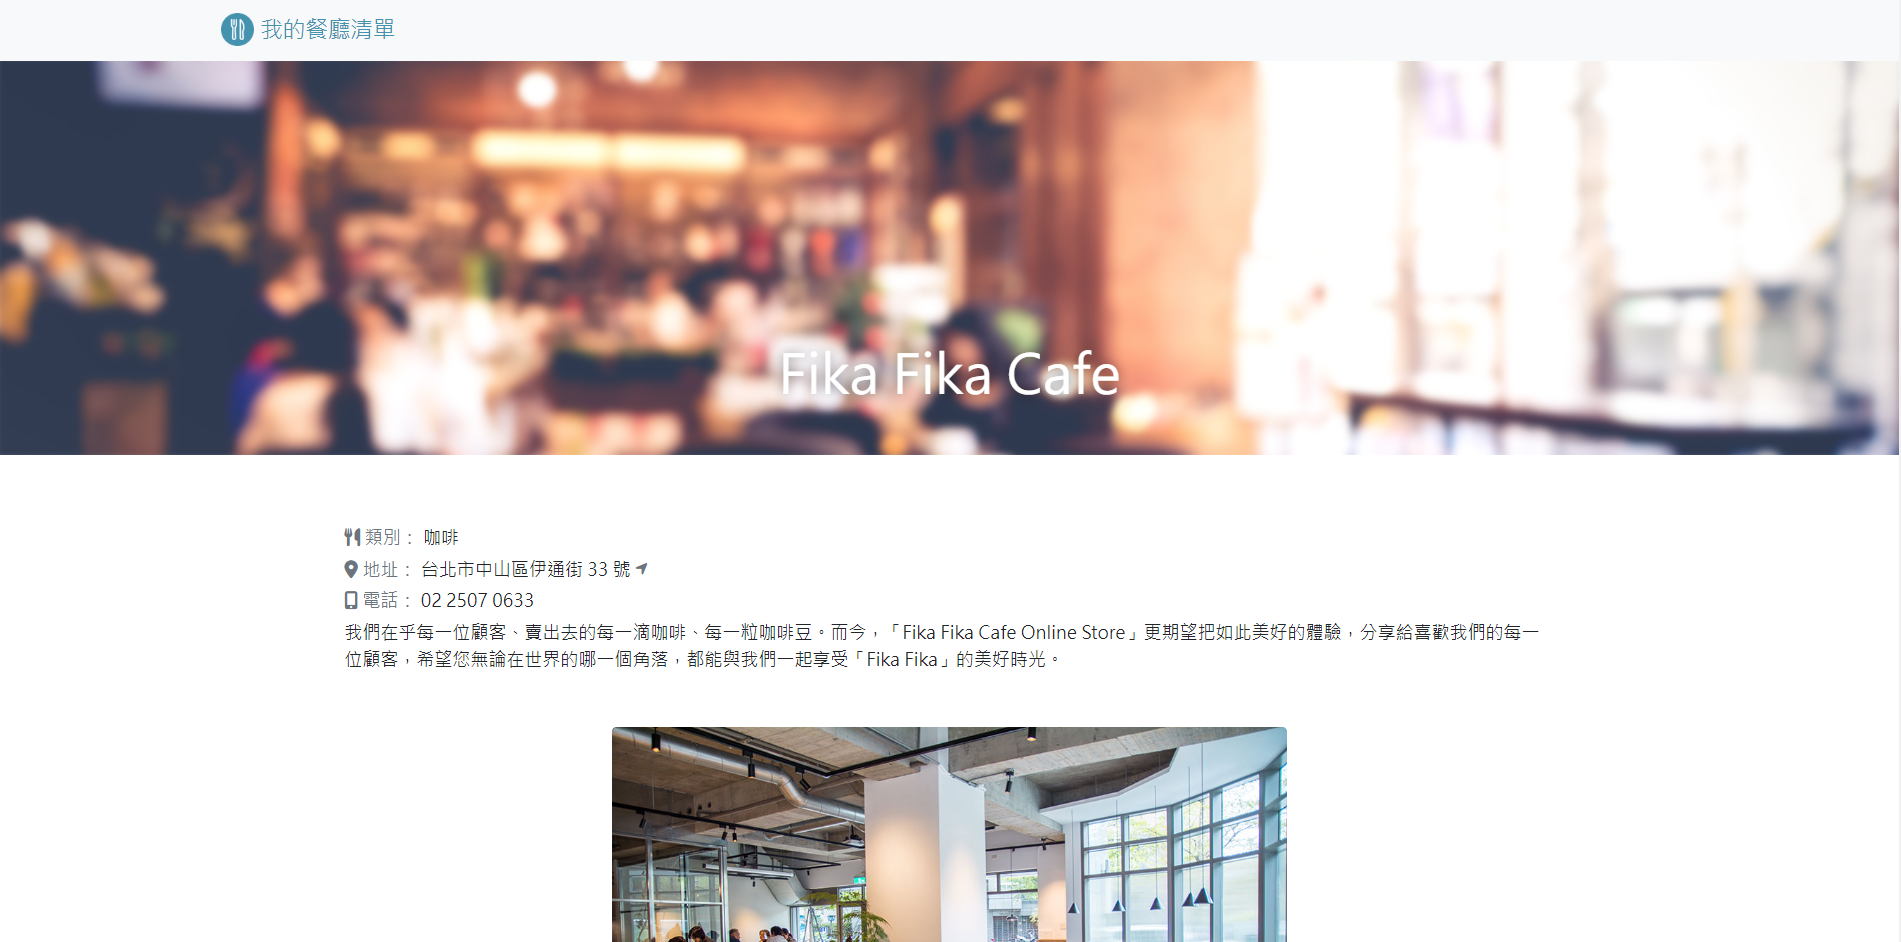 我的餐廳清單
Fika Fika Cafe
類別： 咖啡
地址： 台北市中山區伊通街 33 號
電話： 02 2507 0633
我們在乎每一位顧客、賣出去的每一滴咖啡、每一粒咖啡豆。而今，「Fika Fika Cafe Online Store」更期望把如此美好的體驗，分享給喜歡我們的每一
位顧客，希望您無論在世界的哪一個角落，都能與我們一起享受「Fika Fika」的美好時光。